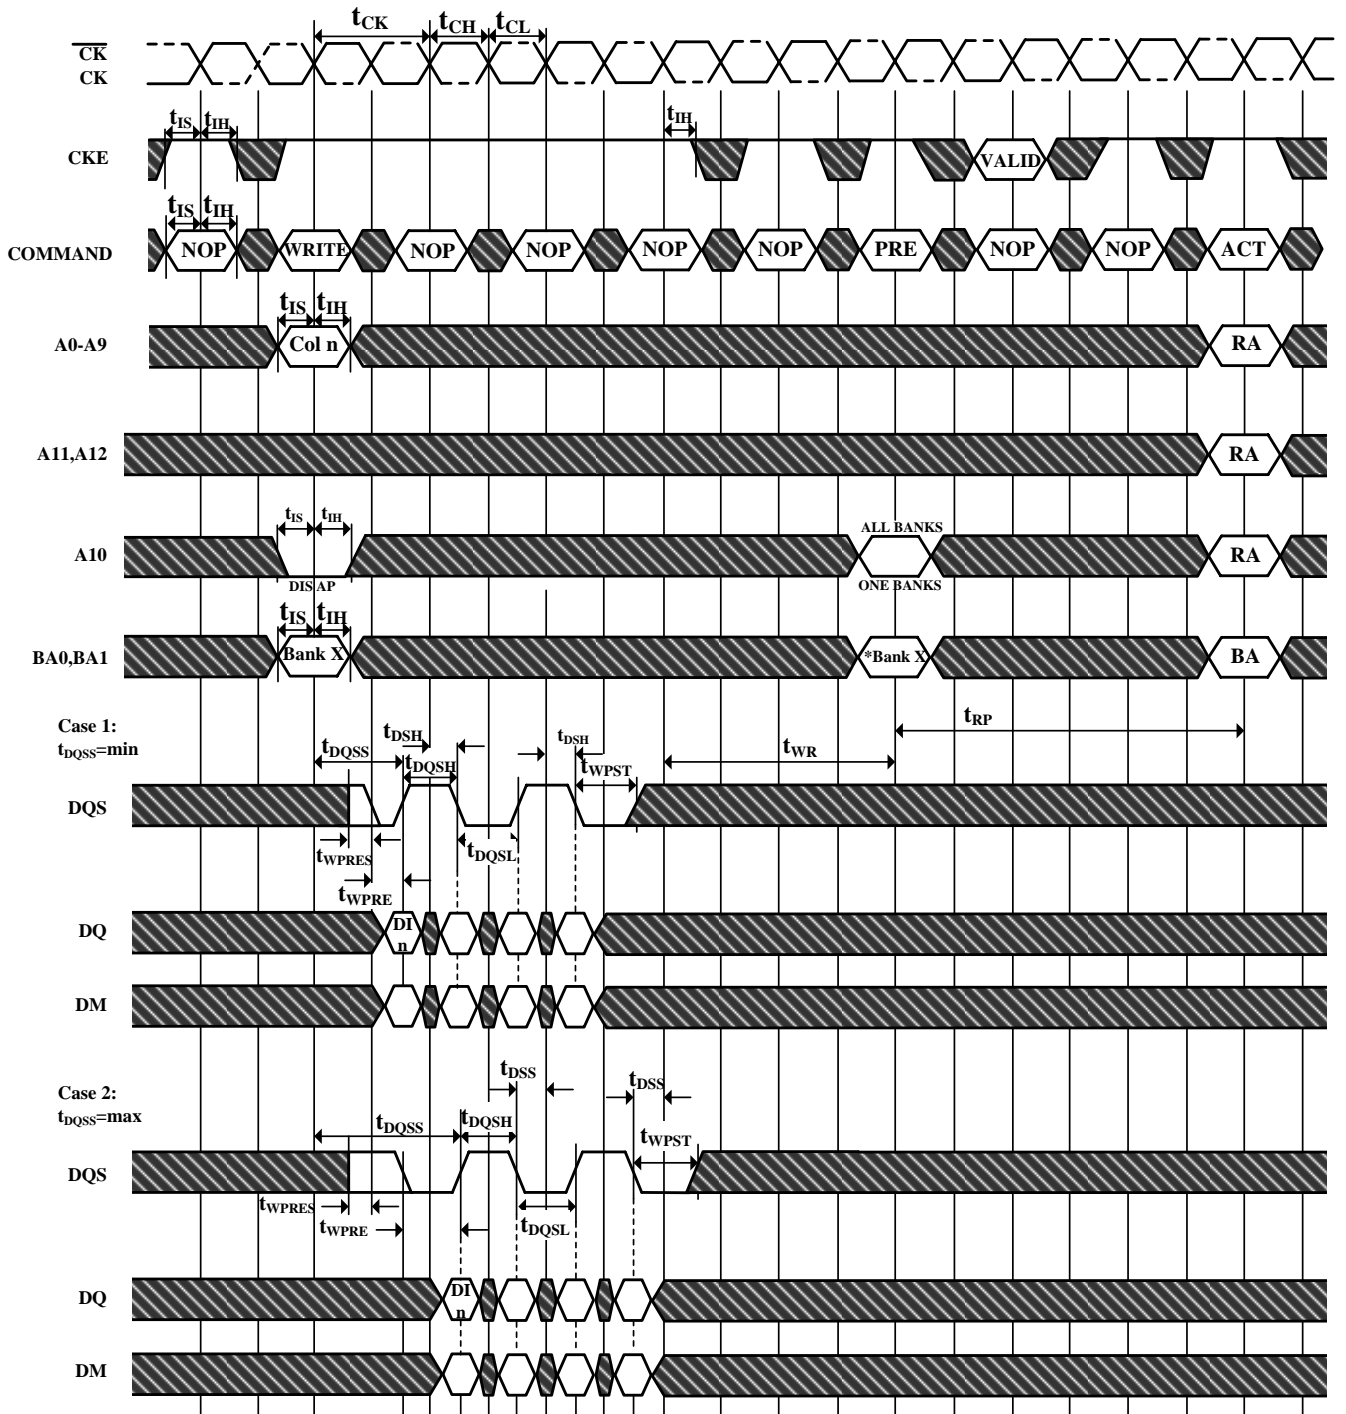 tCK tCH tCL
CK
CK
tIS tIH tIH
CKE VALID
tIS tIH
COMMAND NOP WRITE NOP NOP NOP NOP PRE NOP NOP ACT
tIS tIH
A0-A9 Col n RA
A11,A12 RA
tIS tIH ALL BANKS
A10 RA
DIS AP ONE BANKS
tIS tIH
BA0,BA1 Bank X *Bank X BA
Case 1:
tDQSS=min
tDQSS tDSH tDSH tWR tRP
tDQSH tWPST
DQS
tWPRES tDQSL
tWPRE
DQ DI
n
DM
Case 2:
tDQSS=max
tDSS tDSS
tDQSS tDQSH tWPST
DQS
tWPRES
tWPRE tDQSL
DQ DI
n
DM